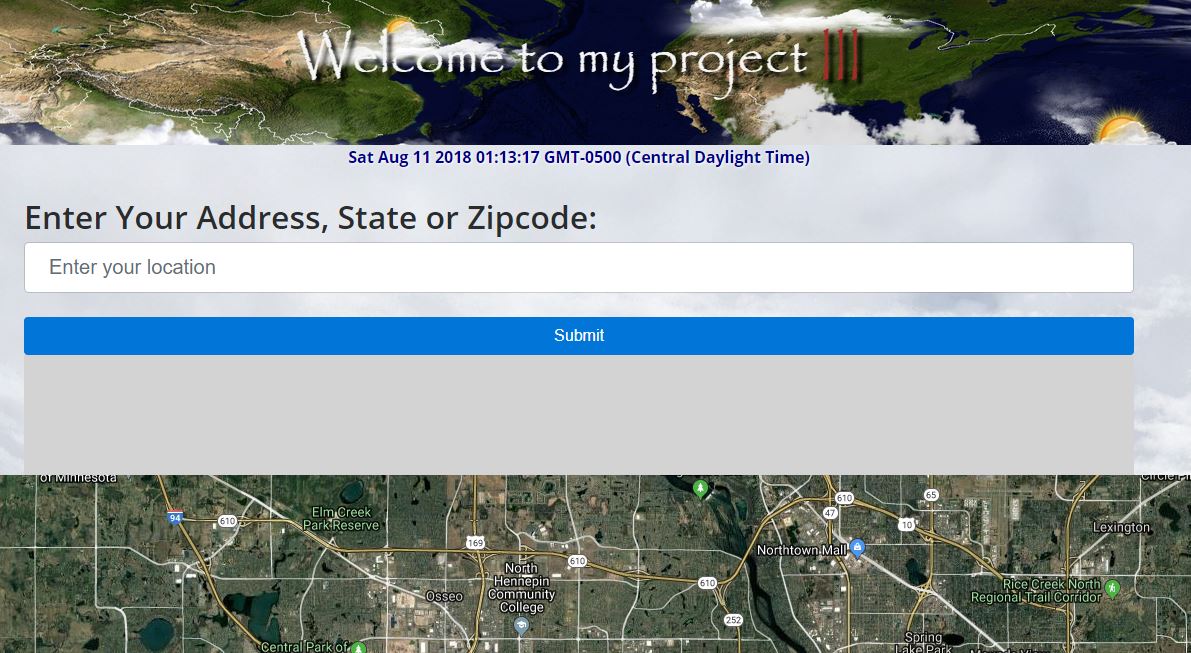 Welcome to my project III
Sat Aug 11 2018 01:13:17 GMT-0500 (Central Daylight Time)
Enter Your Address, State or Zipcode:
Enter your location
Submit
of Minnesota
94
610
Elm Creek
Park Reserve
169
610
610
252
610
47
65
10
Northtown Mall
Lexington
North
Hennepin
Community
College
Osseo
Rice Creek North
Regional Trail Corridor
Central Park of
Spring
Lake Park